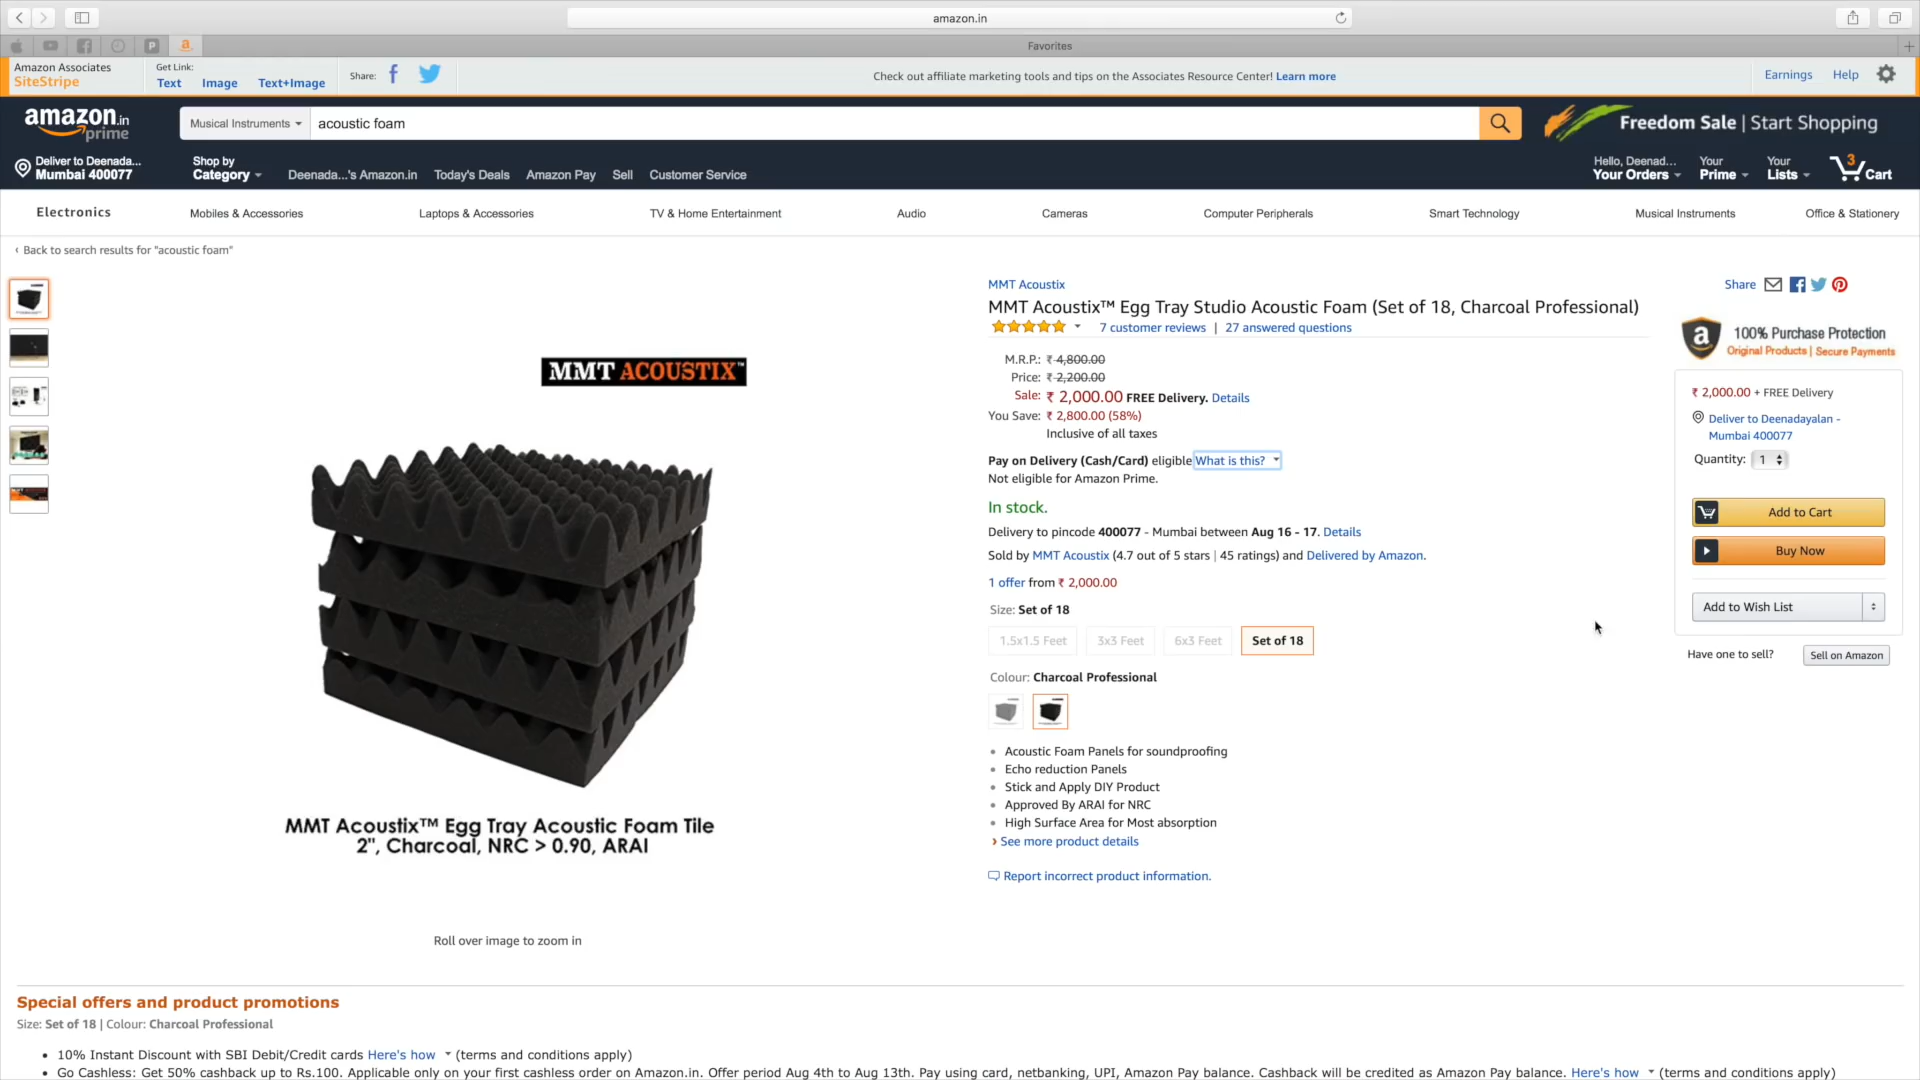 amazon.in
Favorites
Amazon Associates
SiteStripe
Get Link:
Text Image Text+Image
Share:
Check out affiliate marketing tools and tips on the Associates Resource Center! Learn more
Earnings Help
amazon.in
prime
Musical Instruments
acoustic foam
Freedom Sale | Start Shopping
Deliver to Deenada...
Mumbai 400077
Shop by
Category
Deenada...'s Amazon.in Today's Deals Amazon Pay Sell Customer Service
Hello, Deenad...
Your Orders
Your
Prime
Your
Lists
3
Cart
Electronics Mobiles & Accessories Laptops & Accessories TV & Home Entertainment Audio Cameras Computer Peripherals Smart Technology Musical Instruments Office & Stationery
‹ Back to search results for "acoustic foam"
MMT ACOUSTIX™
MMT Acoustix™ Egg Tray Acoustic Foam Tile
2", Charcoal, NRC > 0.90, ARAI
Roll over image to zoom in
MMT Acoustix
MMT Acoustix™ Egg Tray Studio Acoustic Foam (Set of 18, Charcoal Professional)
7 customer reviews | 27 answered questions
M.R.P.: ₹ 4,800.00
Price: ₹ 2,200.00
Sale: ₹ 2,000.00 FREE Delivery. Details
You Save: ₹ 2,800.00 (58%)
Inclusive of all taxes
Pay on Delivery (Cash/Card) eligible What is this?
Not eligible for Amazon Prime.
In stock.
Delivery to pincode 400077 - Mumbai between Aug 16 - 17. Details
Sold by MMT Acoustix (4.7 out of 5 stars | 45 ratings) and Delivered by Amazon.
1 offer from ₹ 2,000.00
Size: Set of 18
1.5x1.5 Feet 3x3 Feet 6x3 Feet Set of 18
Colour: Charcoal Professional
Acoustic Foam Panels for soundproofing
Echo reduction Panels
Stick and Apply DIY Product
Approved By ARAI for NRC
High Surface Area for Most absorption
› See more product details
Report incorrect product information.
Share
100% Purchase Protection
Original Products | Secure Payments
₹ 2,000.00 + FREE Delivery
Deliver to Deenadayalan -
Mumbai 400077
Quantity: 1
Add to Cart
Buy Now
Add to Wish List
Have one to sell? Sell on Amazon
Special offers and product promotions
Size: Set of 18 | Colour: Charcoal Professional
10% Instant Discount with SBI Debit/Credit cards Here's how (terms and conditions apply)
Go Cashless: Get 50% cashback up to Rs.100. Applicable only on your first cashless order on Amazon.in. Offer period Aug 4th to Aug 13th. Pay using card, netbanking, UPI, Amazon Pay balance. Cashback will be credited as Amazon Pay balance. Here's how (terms and conditions apply)